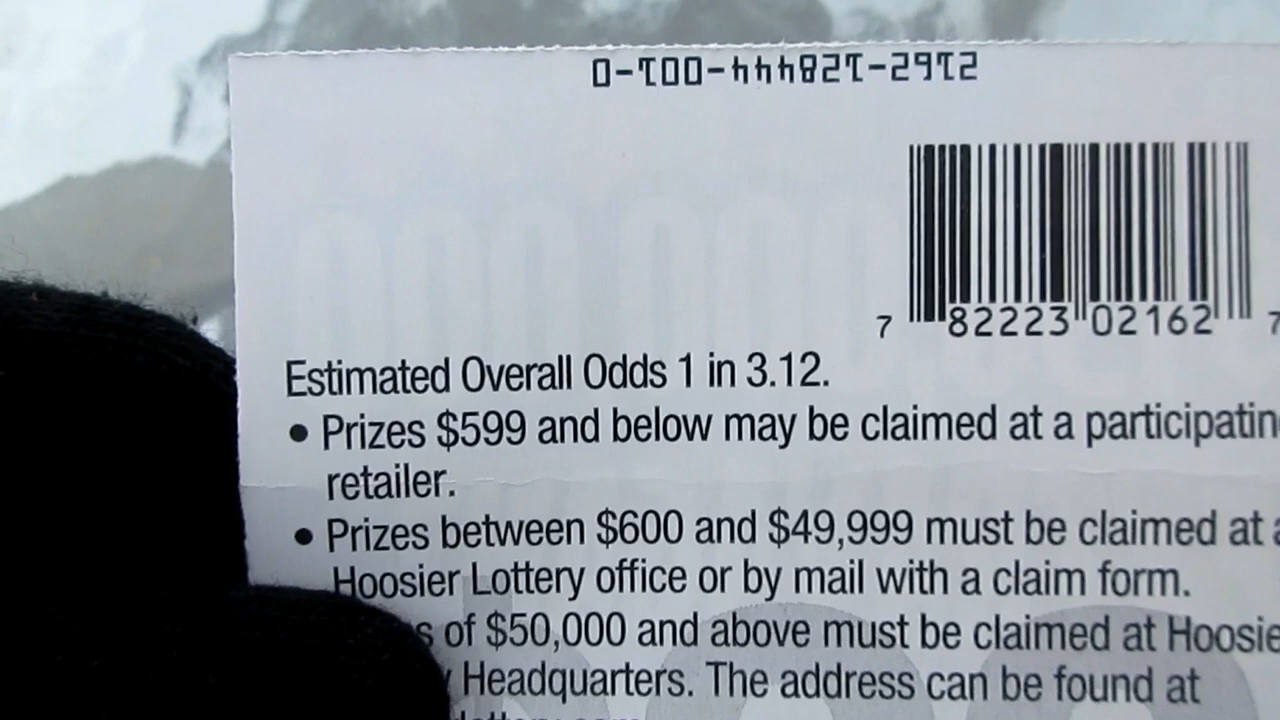 2162-128444-001-0
7 82223 02162 7
Estimated Overall Odds 1 in 3.12.
• Prizes $599 and below may be claimed at a participatin
retailer.
• Prizes between $600 and $49,999 must be claimed at a
Hoosier Lottery office or by mail with a claim form.
s of $50,000 and above must be claimed at Hoosie
Headquarters. The address can be found at